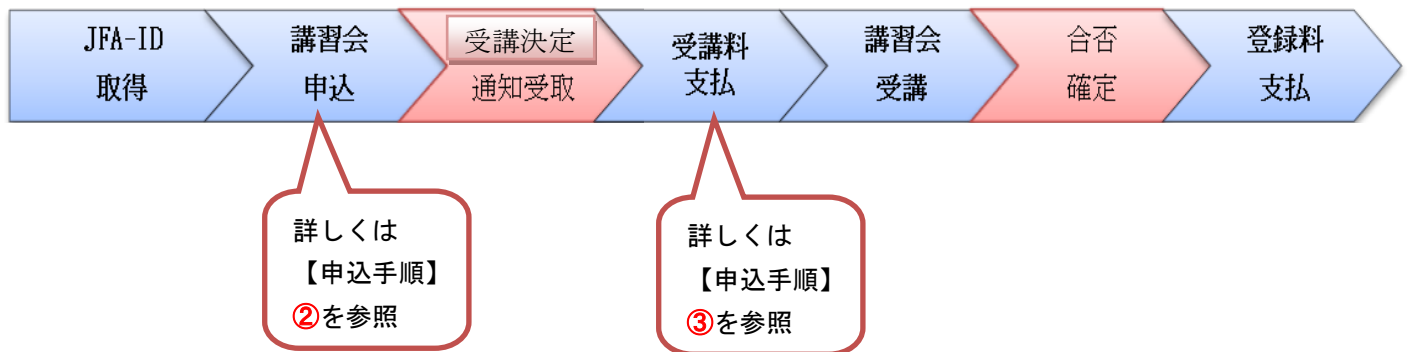 JFA-ID
取得
講習会
申込
受講決定
通知受取
受講料
支払
講習会
受講
合否
確定
登録料
支払
詳しくは
【申込手順】
②を参照
詳しくは
【申込手順】
③を参照